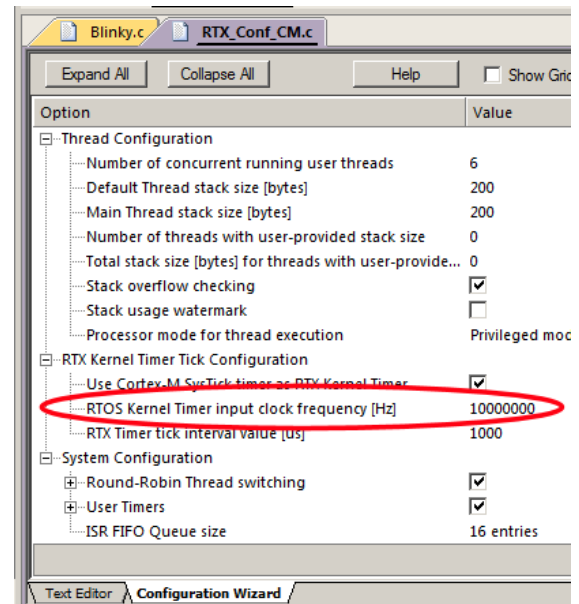 Blinky.c RTX_Conf_CM.c
Expand All Collapse All Help Show Grid
Option Value
Thread Configuration
Number of concurrent running user threads 6
Default Thread stack size [bytes] 200
Main Thread stack size [bytes] 200
Number of threads with user-provided stack size 0
Total stack size [bytes] for threads with user-provide... 0
Stack overflow checking
Stack usage watermark
Processor mode for thread execution Privileged mod
RTX Kernel Timer Tick Configuration
Use Cortex-M SysTick timer as RTX Kernel Timer
RTOS Kernel Timer input clock frequency [Hz] 10000000
RTX Timer tick interval value [us] 1000
System Configuration
Round-Robin Thread switching
User Timers
ISR FIFO Queue size 16 entries
Text Editor Configuration Wizard